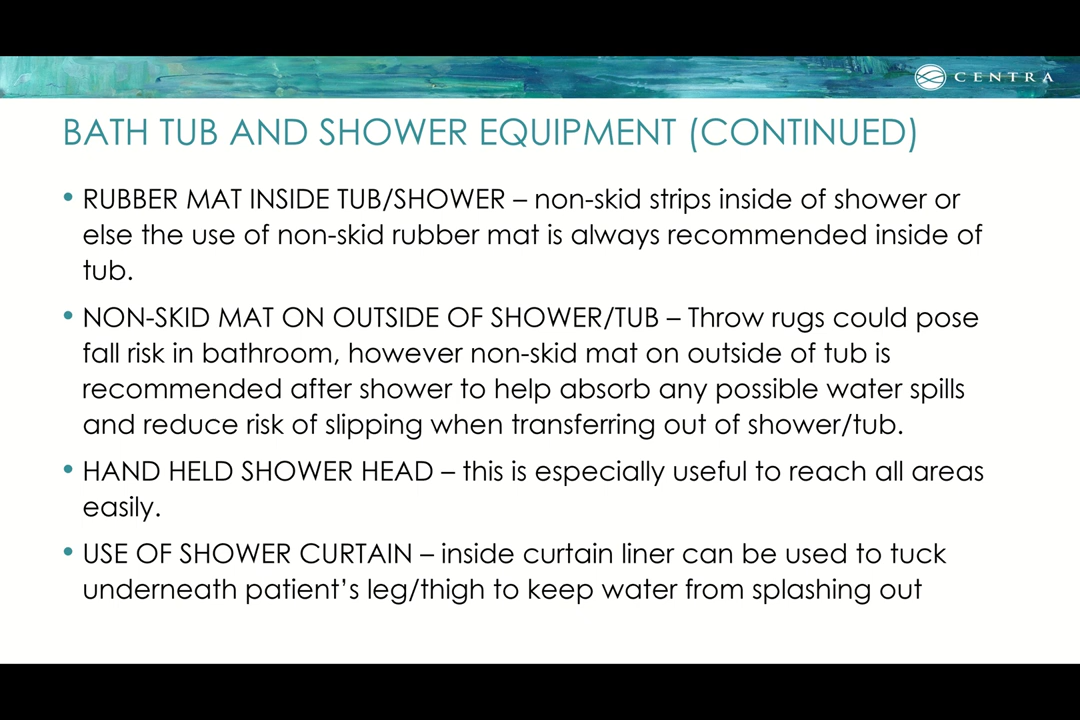 CENTRA
BATH TUB AND SHOWER EQUIPMENT (CONTINUED)
• RUBBER MAT INSIDE TUB/SHOWER – non-skid strips inside of shower or
else the use of non-skid rubber mat is always recommended inside of
tub.
• NON-SKID MAT ON OUTSIDE OF SHOWER/TUB – Throw rugs could pose
fall risk in bathroom, however non-skid mat on outside of tub is
recommended after shower to help absorb any possible water spills
and reduce risk of slipping when transferring out of shower/tub.
• HAND HELD SHOWER HEAD – this is especially useful to reach all areas
easily.
• USE OF SHOWER CURTAIN – inside curtain liner can be used to tuck
underneath patient’s leg/thigh to keep water from splashing out